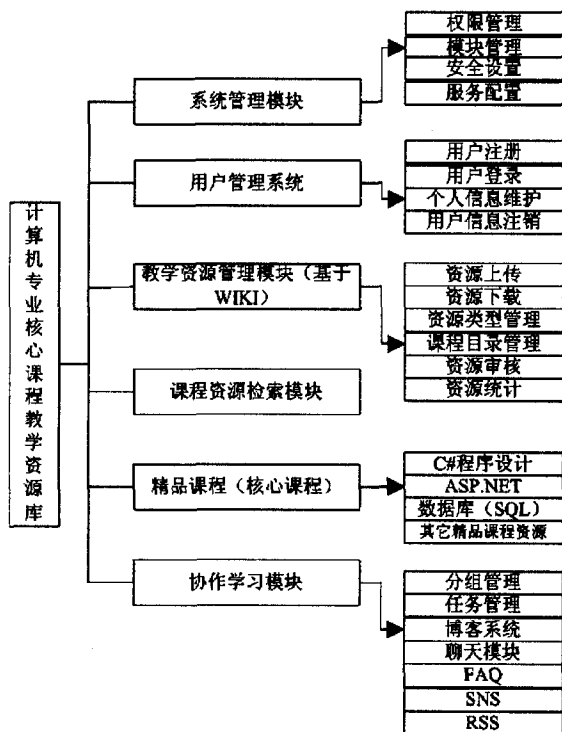 计算机专业核心课程教学资源库
系统管理模块
权限管理
模块管理
安全设置
服务配置
用户管理系统
用户注册
用户登录
个人信息维护
用户信息注销
教学资源管理模块（基于
WIKI）
资源上传
资源下载
资源类型管理
课程目录管理
资源审核
资源统计
课程资源检索模块
精品课程（核心课程）
C#程序设计
ASP.NET
数据库（SQL）
其它精品课程资源
协作学习模块
分组管理
任务管理
博客系统
聊天模块
FAQ
SNS
RSS